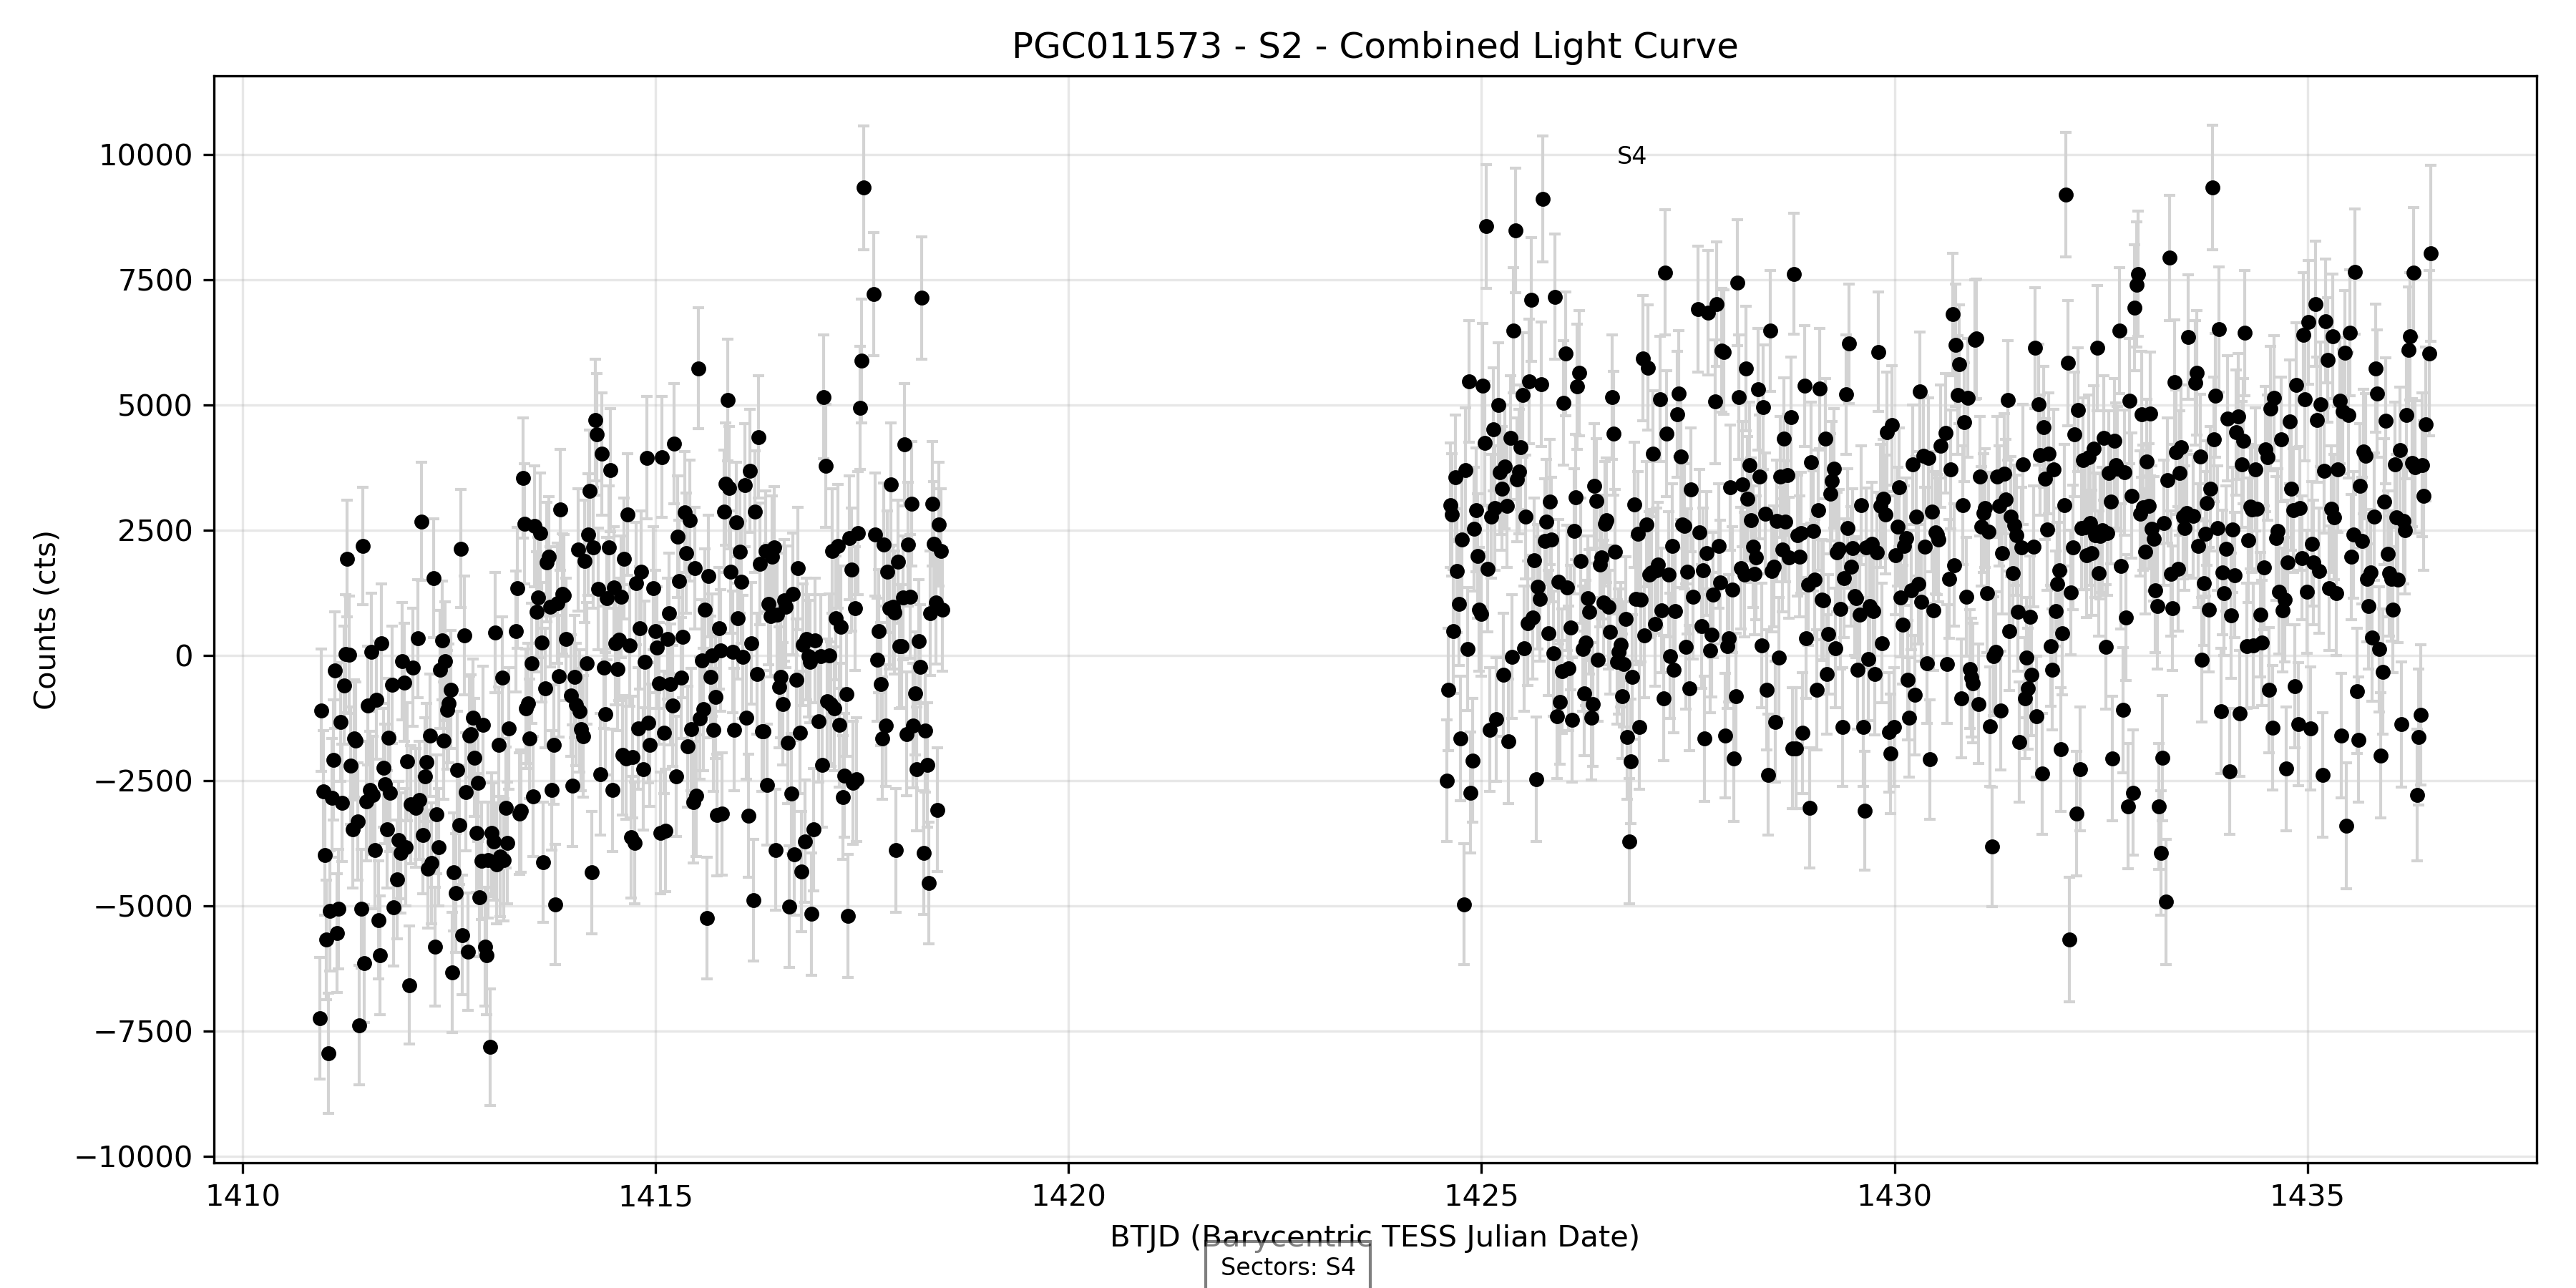 PGC011573 - S2 - Combined Light Curve
S4
10000
7500
5000
2500
0
−2500
−5000
−7500
−10000
Counts (cts)
1410 1415 1420 1425 1430 1435
BTJD (Barycentric TESS Julian Date)
Sectors: S4